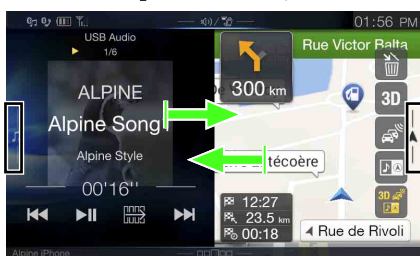 01:56 PM
USB Audio
1/6
ALPINE
Alpine Song
Alpine Style
00'16"
Alpine iPhone
Rue Victor Balta
300 km
3D
técoère
3D
12:27
23.5 km
00:18
Rue de Rivoli